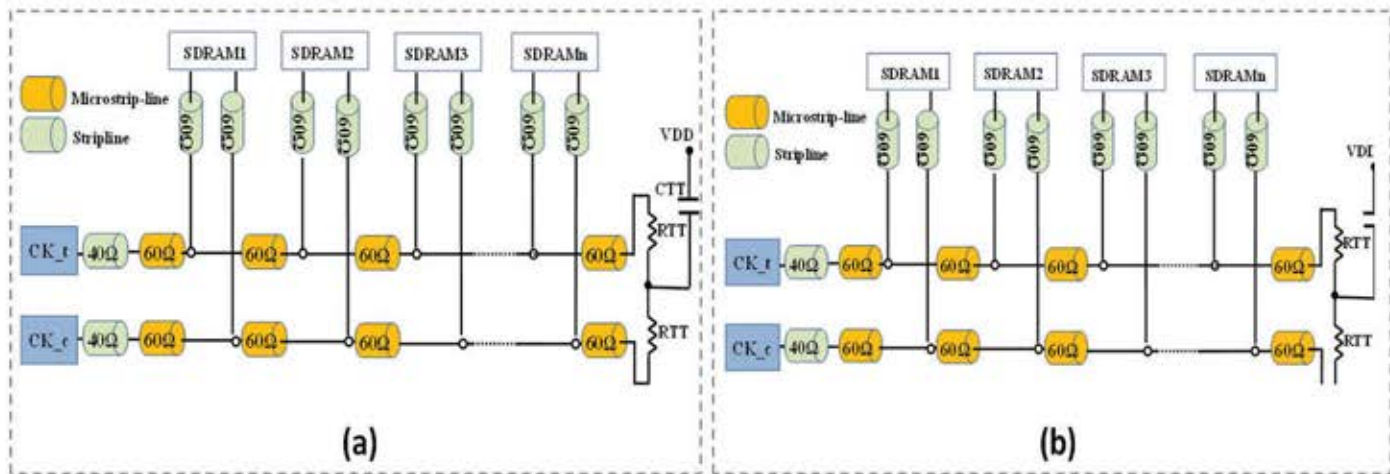 SDRAM1 SDRAM2 SDRAM3 SDRAMn
Microstrip-line
Stripline
60Ω 60Ω 60Ω 60Ω 60Ω 60Ω 60Ω 60Ω
VDD
CTT
RTT
CK_t 40Ω 60Ω 60Ω 60Ω 60Ω
RTT
CK_c 40Ω 60Ω 60Ω 60Ω 60Ω
(a)
SDRAM1 SDRAM2 SDRAM3 SDRAMn
Microstrip-line
Stripline
60Ω 60Ω 60Ω 60Ω 60Ω 60Ω 60Ω 60Ω
VDD
RTT
CK_t 40Ω 60Ω 60Ω 60Ω 60Ω
RTT
CK_c 40Ω 60Ω 60Ω 60Ω 60Ω
(b)